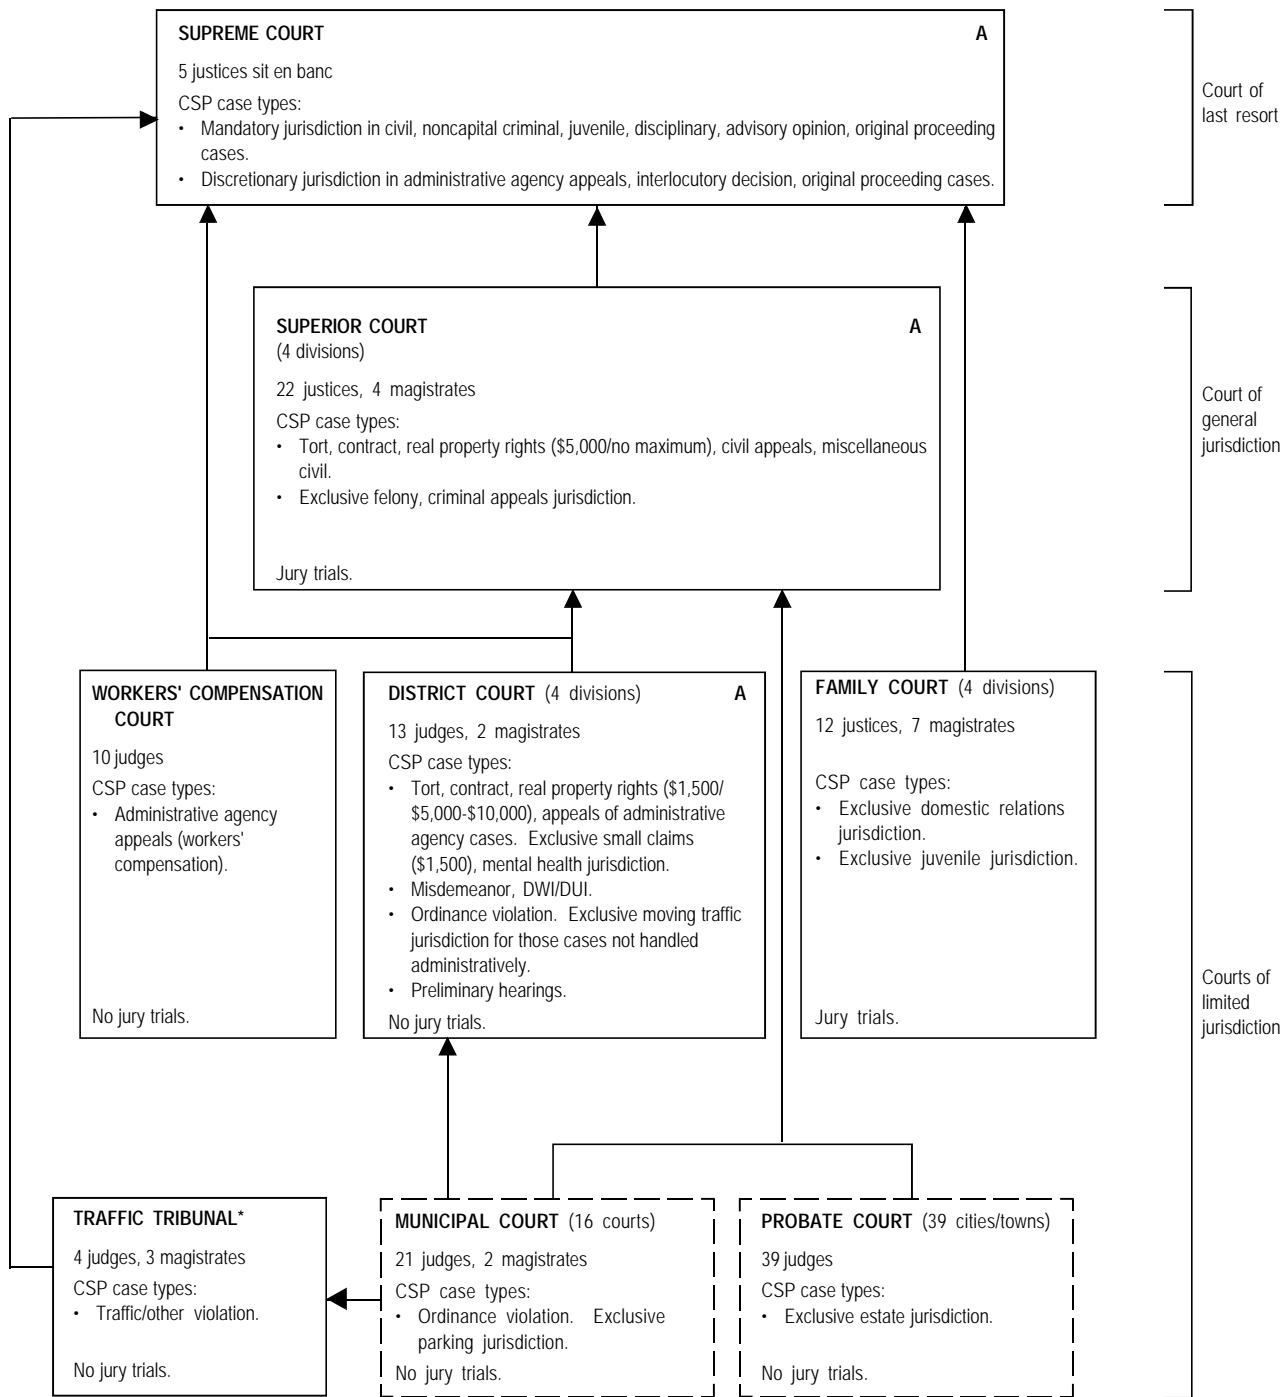 SUPREME COURT A
5 justices sit en banc
CSP case types:
• Mandatory jurisdiction in civil, noncapital criminal, juvenile, disciplinary, advisory opinion, original proceeding
cases.
• Discretionary jurisdiction in administrative agency appeals, interlocutory decision, original proceeding cases.
Court of
last resort
SUPERIOR COURT A
(4 divisions)
22 justices, 4 magistrates
CSP case types:
• Tort, contract, real property rights ($5,000/no maximum), civil appeals, miscellaneous
civil.
• Exclusive felony, criminal appeals jurisdiction.
Jury trials.
Court of
general
jurisdiction
WORKERS' COMPENSATION
COURT
10 judges
CSP case types:
• Administrative agency
appeals (workers'
compensation).
No jury trials.
DISTRICT COURT (4 divisions) A
13 judges, 2 magistrates
CSP case types:
• Tort, contract, real property rights ($1,500/
$5,000-$10,000), appeals of administrative
agency cases. Exclusive small claims
($1,500), mental health jurisdiction.
• Misdemeanor, DWI/DUI.
• Ordinance violation. Exclusive moving traffic
jurisdiction for those cases not handled
administratively.
• Preliminary hearings.
No jury trials.
FAMILY COURT (4 divisions)
12 justices, 7 magistrates
CSP case types:
• Exclusive domestic relations
jurisdiction.
• Exclusive juvenile jurisdiction.
Jury trials.
Courts of
limited
jurisdiction
TRAFFIC TRIBUNAL*
4 judges, 3 magistrates
CSP case types:
• Traffic/other violation.
No jury trials.
MUNICIPAL COURT (16 courts)
21 judges, 2 magistrates
CSP case types:
• Ordinance violation. Exclusive
parking jurisdiction.
No jury trials.
PROBATE COURT (39 cities/towns)
39 judges
CSP case types:
• Exclusive estate jurisdiction.
No jury trials.